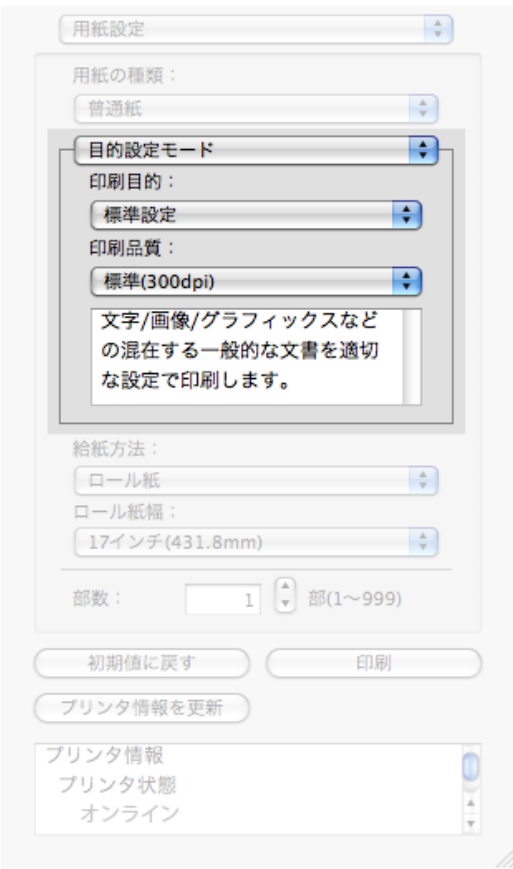 用紙設定
用紙の種類：
普通紙
目的設定モード
印刷目的：
標準設定
印刷品質：
標準(300dpi)
文字/画像/グラフィックスなど
の混在する一般的な文書を適切
な設定で印刷します。
給紙方法：
ロール紙
ロール紙幅：
17インチ(431.8mm)
部数： 1 部(1〜999)
初期値に戻す 印刷
プリンタ情報を更新
プリンタ情報
プリンタ状態
オンライン